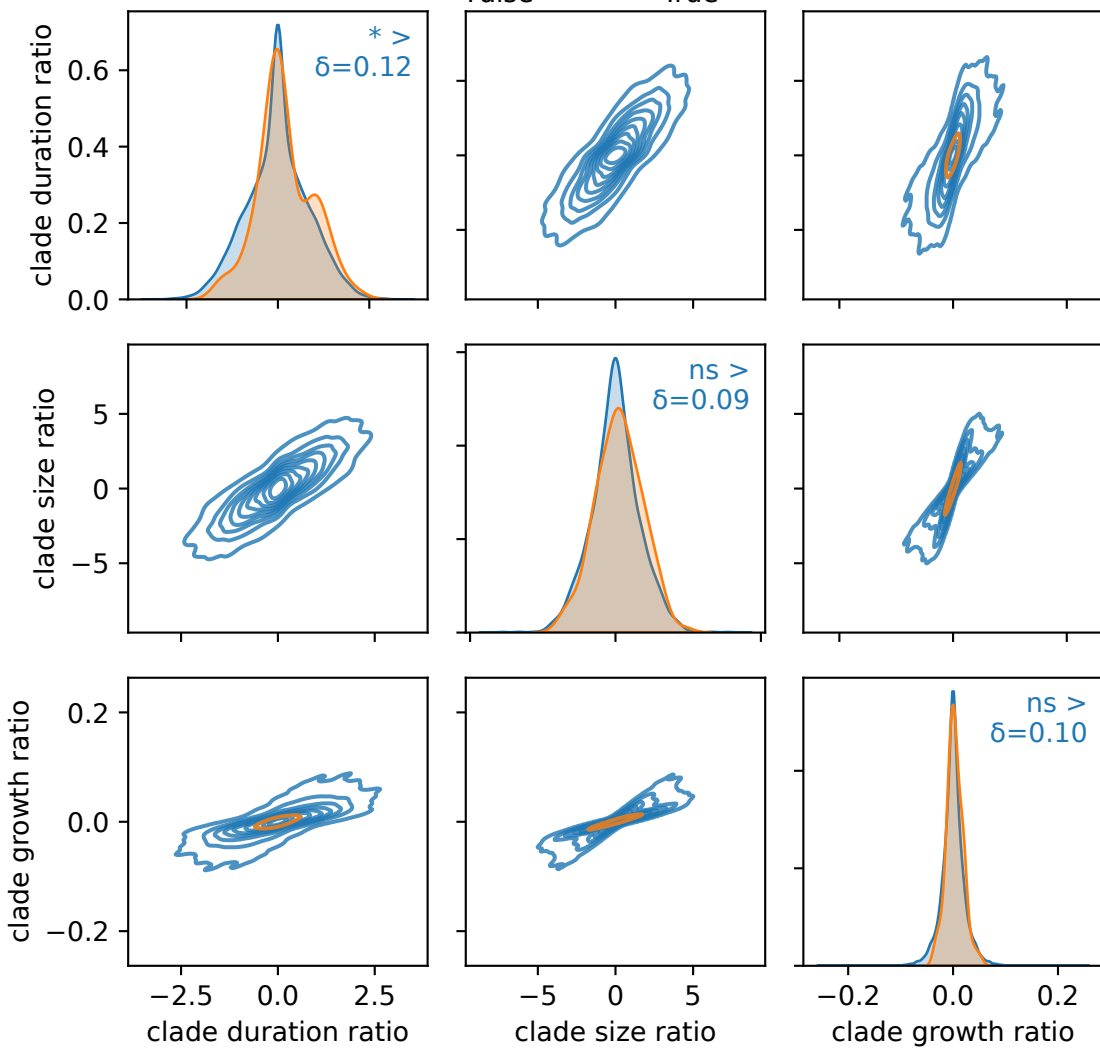 * >
δ=0.12
clade duration ratio
0.6
0.4
0.2
0.0
ns >
δ=0.09
clade size ratio
5
0
−5
ns >
δ=0.10
clade growth ratio
0.2
0.0
−0.2
−2.5 0.0 2.5
−5 0 5
−0.2 0.0 0.2
clade duration ratio
clade size ratio
clade growth ratio